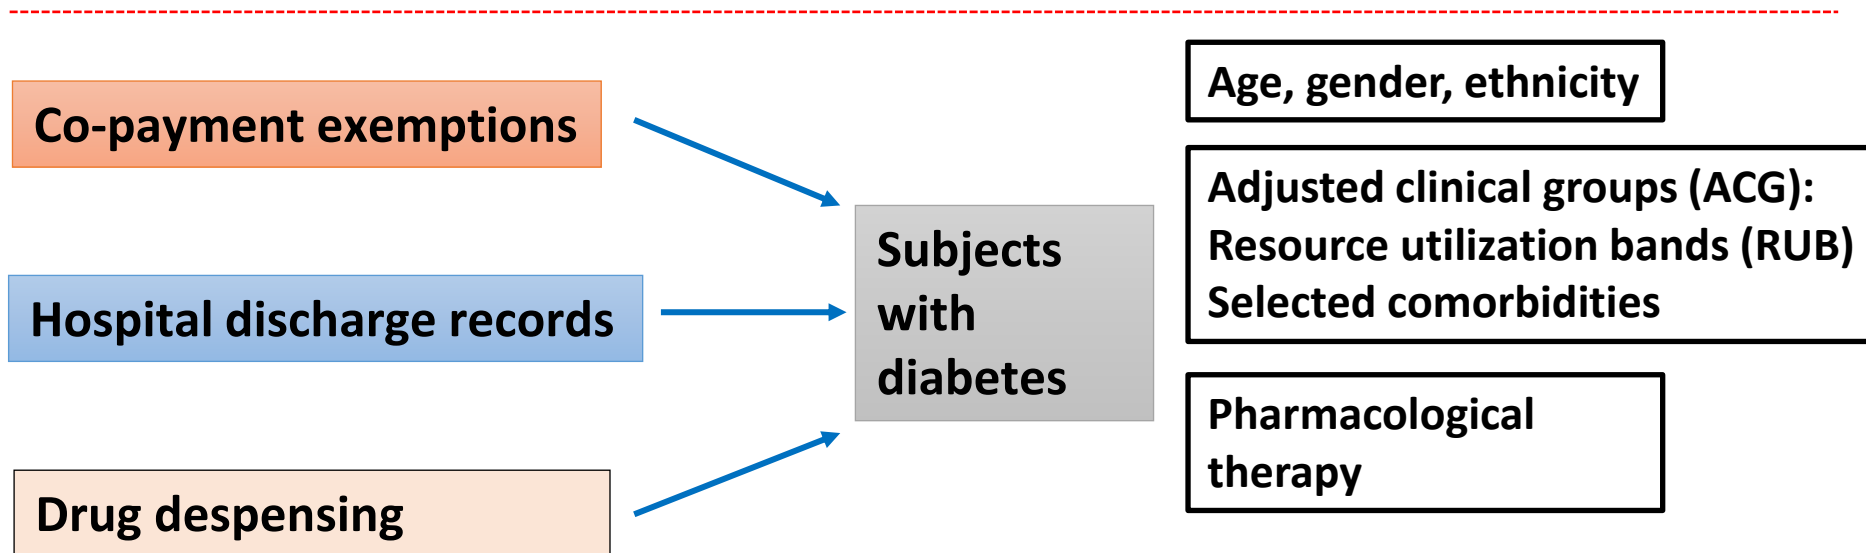 Co-payment exemptions
Hospital discharge records
Drug despensing
Subjects
with
diabetes
Age, gender, ethnicity
Adjusted clinical groups (ACG):
Resource utilization bands (RUB)
Selected comorbidities
Pharmacological
therapy